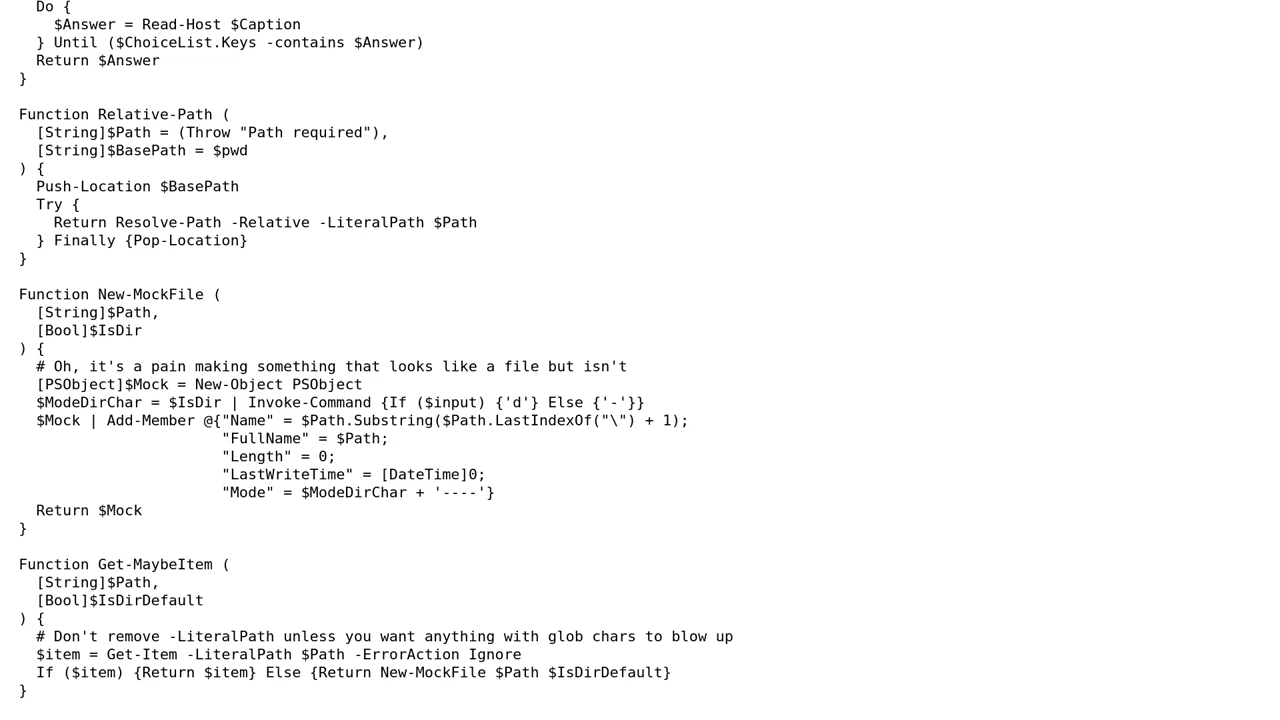 Do {
    $Answer = Read-Host $Caption
  } Until ($ChoiceList.Keys -contains $Answer)
  Return $Answer
}

Function Relative-Path (
  [String]$Path = (Throw "Path required"),
  [String]$BasePath = $pwd
) {
  Push-Location $BasePath
  Try {
    Return Resolve-Path -Relative -LiteralPath $Path
  } Finally {Pop-Location}
}

Function New-MockFile (
  [String]$Path,
  [Bool]$IsDir
) {
  # Oh, it's a pain making something that looks like a file but isn't
  [PSObject]$Mock = New-Object PSObject
  $ModeDirChar = $IsDir | Invoke-Command {If ($input) {'d'} Else {'-'}}
  $Mock | Add-Member @{"Name" = $Path.Substring($Path.LastIndexOf("\") + 1);
                       "FullName" = $Path;
                       "Length" = 0;
                       "LastWriteTime" = [DateTime]0;
                       "Mode" = $ModeDirChar + '----'}
  Return $Mock
}

Function Get-MaybeItem (
  [String]$Path,
  [Bool]$IsDirDefault
) {
  # Don't remove -LiteralPath unless you want anything with glob chars to blow up
  $item = Get-Item -LiteralPath $Path -ErrorAction Ignore
  If ($item) {Return $item} Else {Return New-MockFile $Path $IsDirDefault}
}